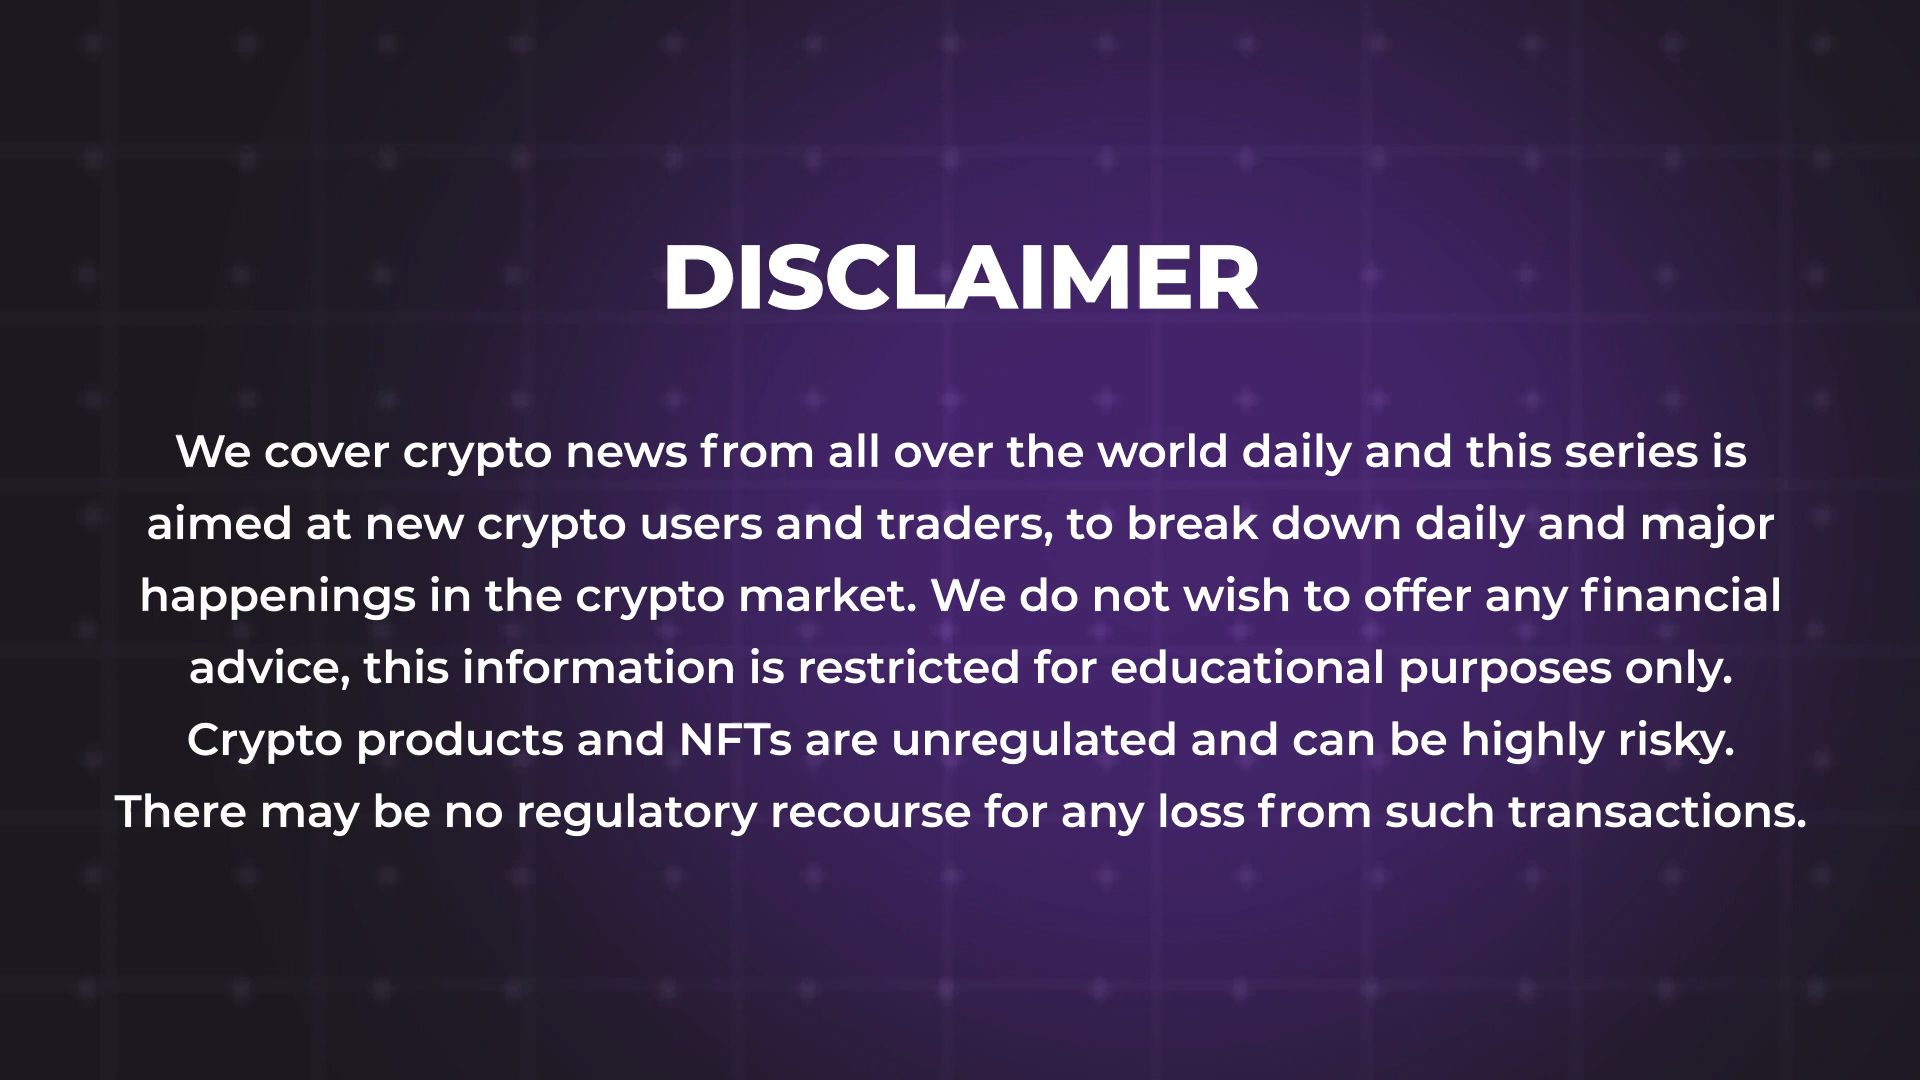 DISCLAIMER
We cover crypto news from all over the world daily and this series is
aimed at new crypto users and traders, to break down daily and major
happenings in the crypto market. We do not wish to offer any financial
advice, this information is restricted for educational purposes only.
Crypto products and NFTs are unregulated and can be highly risky.
There may be no regulatory recourse for any loss from such transactions.